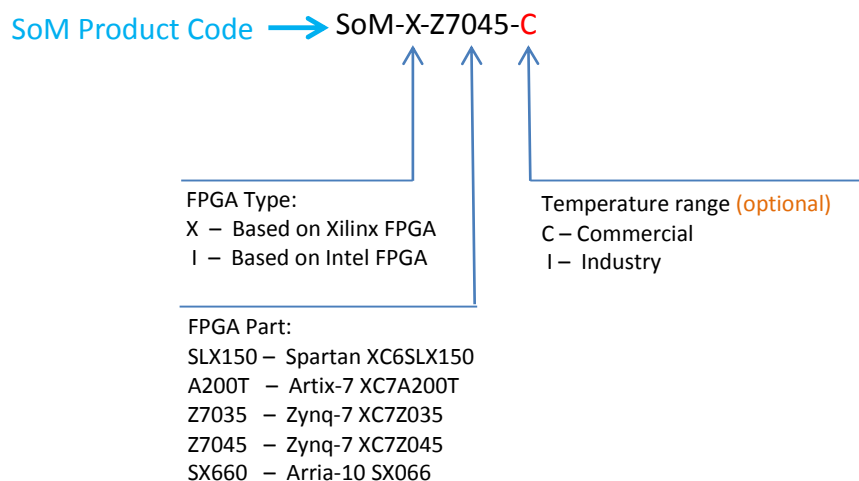 SoM Product Code SoM-X-Z7045-C
FPGA Type:
X – Based on Xilinx FPGA
I – Based on Intel FPGA
Temperature range (optional)
C – Commercial
I – Industry
FPGA Part:
SLX150 – Spartan XC6SLX150
A200T – Artix-7 XC7A200T
Z7035 – Zynq-7 XC7Z035
Z7045 – Zynq-7 XC7Z045
SX660 – Arria-10 SX066